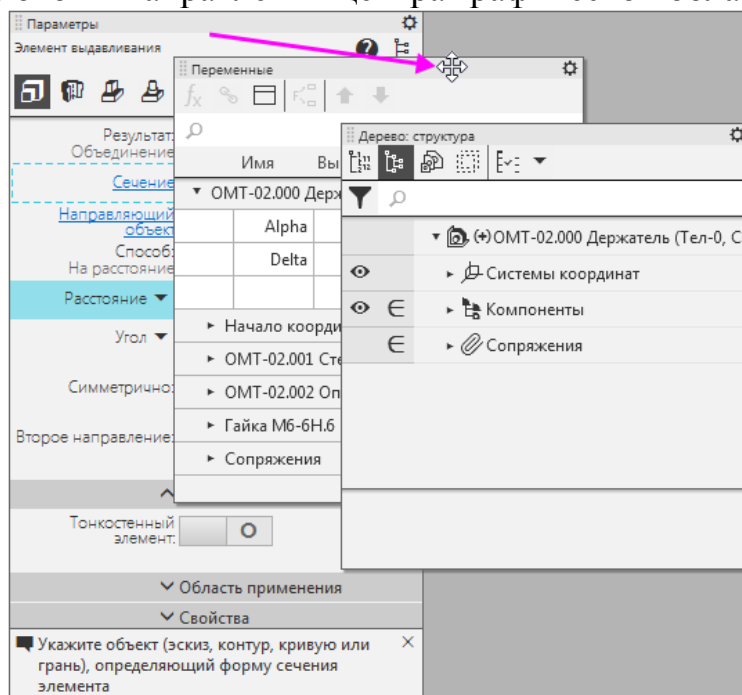 Параметры
Элемент выдавливания
Результат:
Объединение
Сечение
Направляющий
объект
Способ:
На расстояние
Расстояние
Угол
Симметрично:
Второе направление:
Тонкостенный
элемент:
Область применения
Свойства
Укажите объект (эскиз, контур, кривую или
грань), определяющий форму сечения
элемента
Переменные
Имя Вы
ОМТ-02.000 Держ
Alpha
Delta
Начало коорди
ОМТ-02.001 Сте
ОМТ-02.002 Оп
Гайка М6-6Н.6
Сопряжения
Дерево: структура
(+)ОМТ-02.000 Держатель (Тел-0, С
Системы координат
Компоненты
Сопряжения